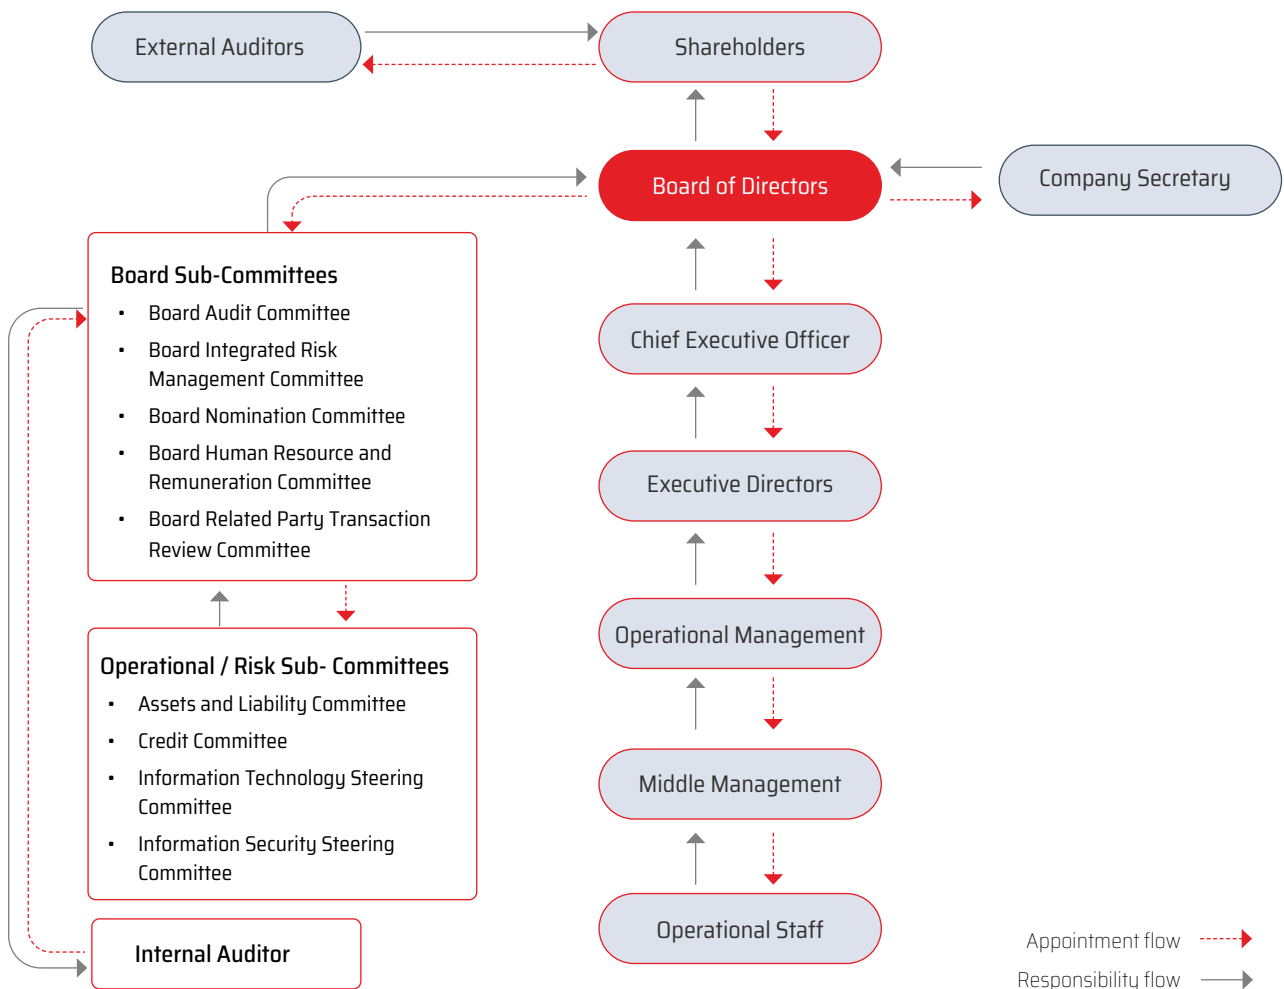 External Auditors
Shareholders
Board of Directors
Company Secretary
Board Sub-Committees
• Board Audit Committee
• Board Integrated Risk
Management Committee
• Board Nomination Committee
• Board Human Resource and
Remuneration Committee
• Board Related Party Transaction
Review Committee
Operational / Risk Sub- Committees
• Assets and Liability Committee
• Credit Committee
• Information Technology Steering
Committee
• Information Security Steering
Committee
Internal Auditor
Chief Executive Officer
Executive Directors
Operational Management
Middle Management
Operational Staff
Appointment flow
Responsibility flow